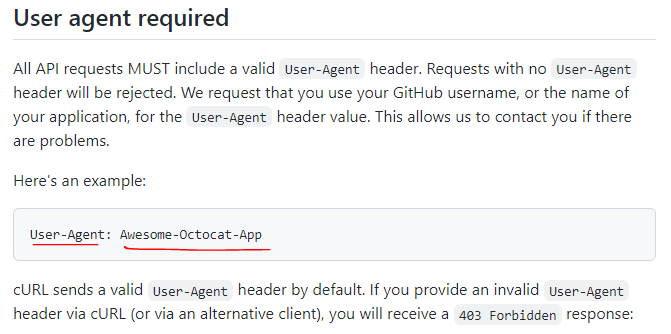 User agent required
All API requests MUST include a valid User-Agent header. Requests with no User-Agent
header will be rejected. We request that you use your GitHub username, or the name of
your application, for the User-Agent header value. This allows us to contact you if there
are problems.
Here's an example:
User-Agent: Awesome-Octocat-App
cURL sends a valid User-Agent header by default. If you provide an invalid User-Agent
header via cURL (or via an alternative client), you will receive a 403 Forbidden response: